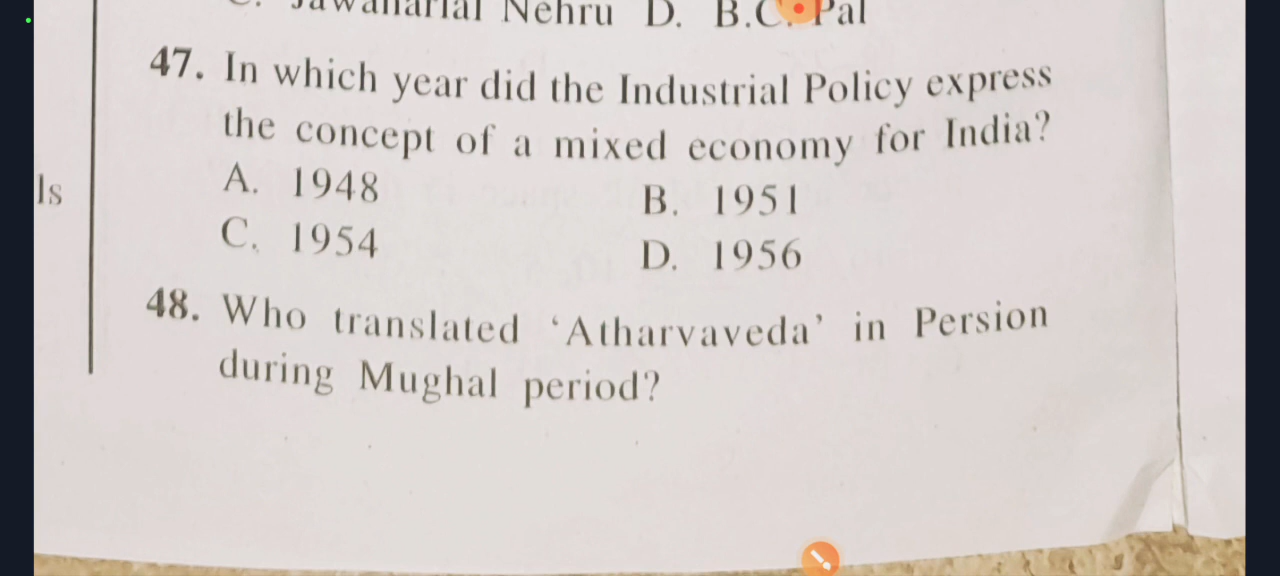 C. Jawaharlal Nehru D. B.C. Pal
47. In which year did the Industrial Policy express
the concept of a mixed economy for India?
A. 1948 B. 1951
C. 1954 D. 1956
ls
48. Who translated ‘Atharvaveda’ in Persion
during Mughal period?